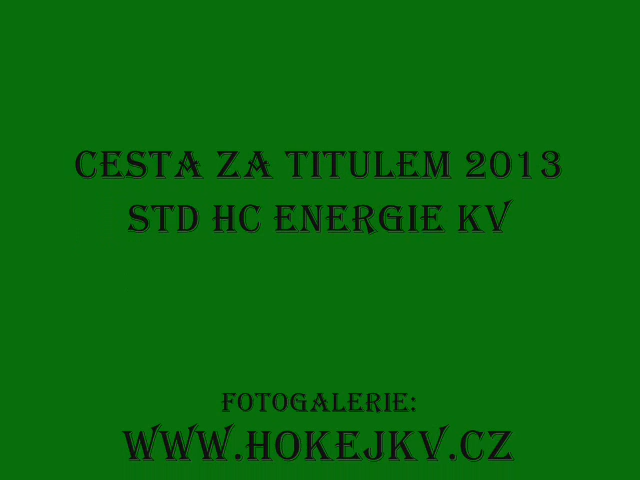 CESTA ZA TITULEM 2013
STD HC ENERGIE KV
FOTOGALERIE:
WWW.HOKEJKV.CZ